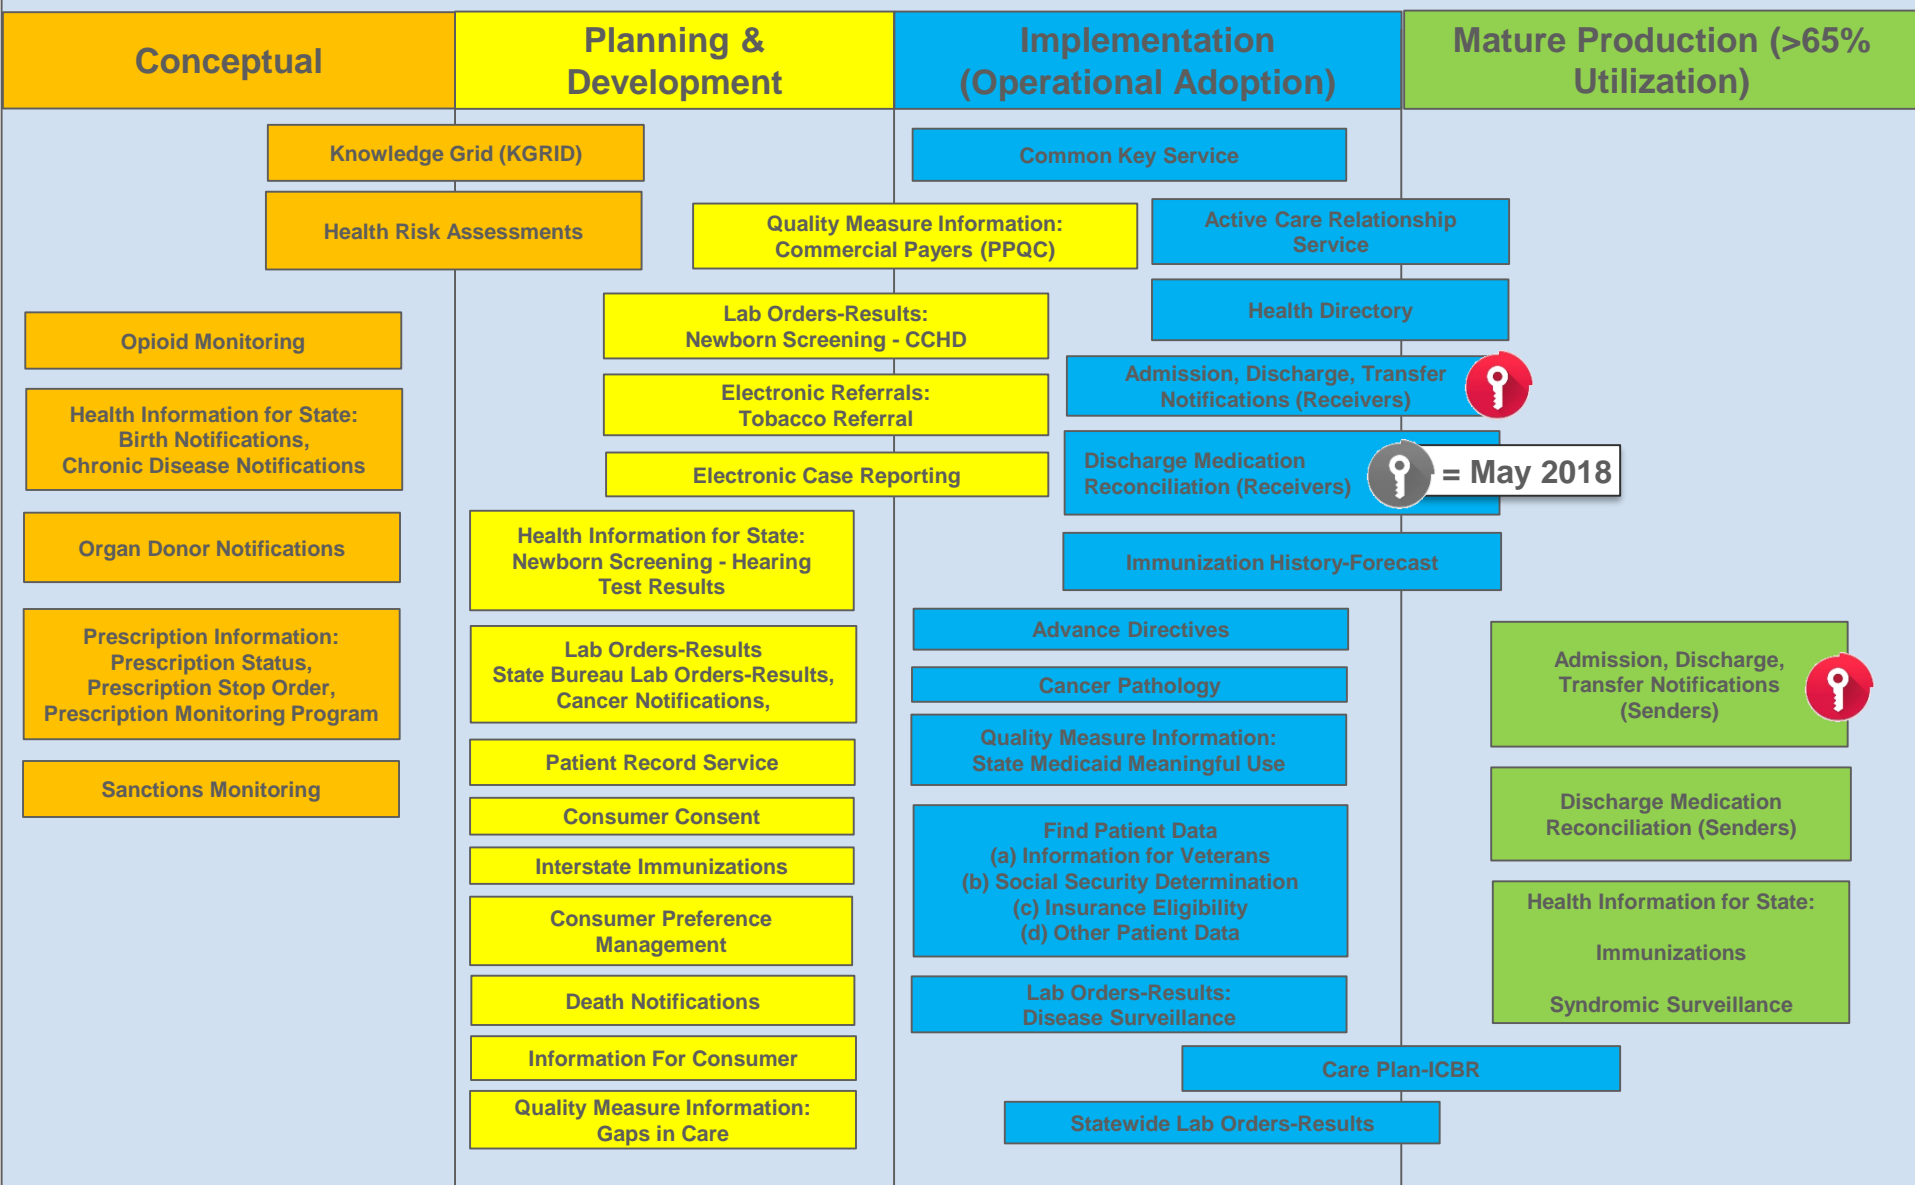 Conceptual
Planning &
Development
Implementation
(Operational Adoption)
Mature Production (>65%
Utilization)
Knowledge Grid (KGRID)
Health Risk Assessments
Opioid Monitoring
Health Information for State:
Birth Notifications,
Chronic Disease Notifications
Organ Donor Notifications
Prescription Information:
Prescription Status,
Prescription Stop Order,
Prescription Monitoring Program
Sanctions Monitoring
Quality Measure Information:
Commercial Payers (PPQC)
Lab Orders-Results:
Newborn Screening - CCHD
Electronic Referrals:
Tobacco Referral
Electronic Case Reporting
Health Information for State:
Newborn Screening - Hearing
Test Results
Lab Orders-Results
State Bureau Lab Orders-Results,
Cancer Notifications,
Patient Record Service
Consumer Consent
Interstate Immunizations
Consumer Preference
Management
Death Notifications
Information For Consumer
Quality Measure Information:
Gaps in Care
Common Key Service
Active Care Relationship
Service
Health Directory
Admission, Discharge, Transfer
Notifications (Receivers)
Discharge Medication
Reconciliation (Receivers)
= May 2018
Immunization History-Forecast
Advance Directives
Cancer Pathology
Quality Measure Information:
State Medicaid Meaningful Use
Find Patient Data
(a) Information for Veterans
(b) Social Security Determination
(c) Insurance Eligibility
(d) Other Patient Data
Lab Orders-Results:
Disease Surveillance
Care Plan-ICBR
Statewide Lab Orders-Results
Admission, Discharge,
Transfer Notifications
(Senders)
Discharge Medication
Reconciliation (Senders)
Health Information for State:
Immunizations
Syndromic Surveillance